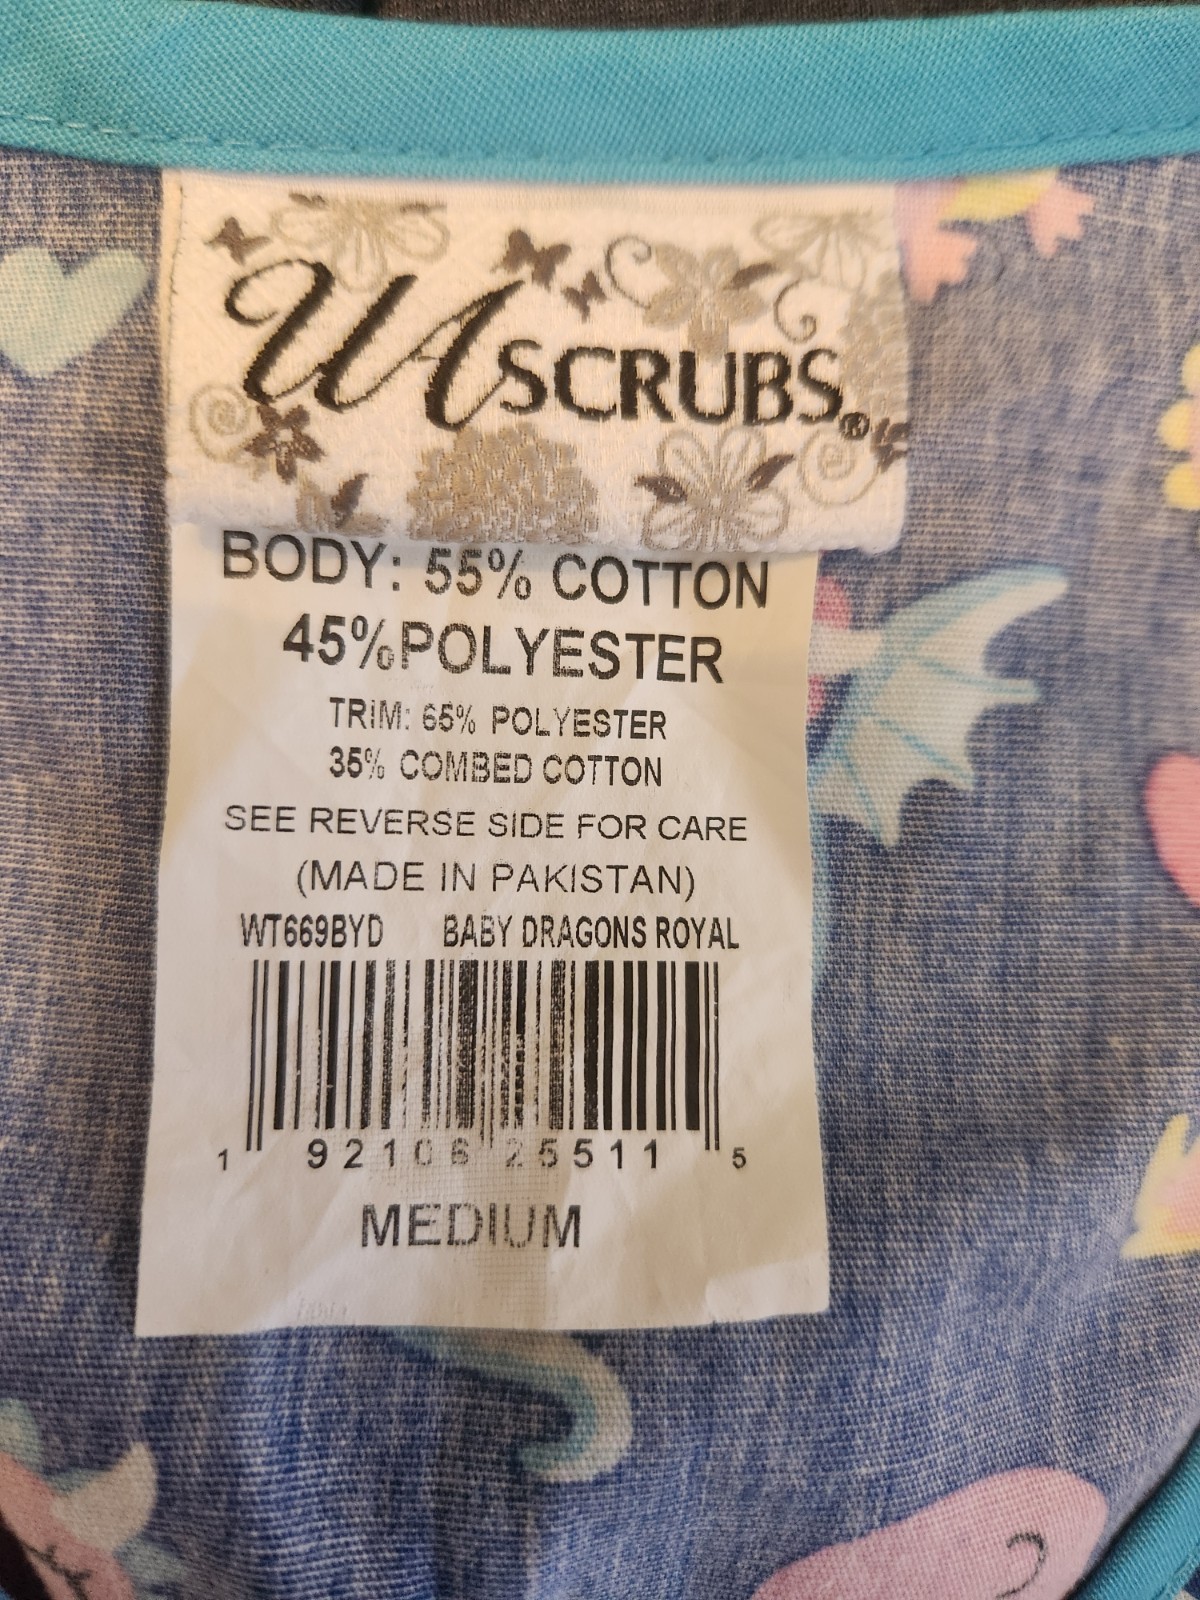 UA SCRUBS®
BODY: 55% COTTON
45%POLYESTER
TRIM: 65% POLYESTER
35% COMBED COTTON
SEE REVERSE SIDE FOR CARE
(MADE IN PAKISTAN)
WT669BYD BABY DRAGONS ROYAL
1 92106 25511 5
MEDIUM